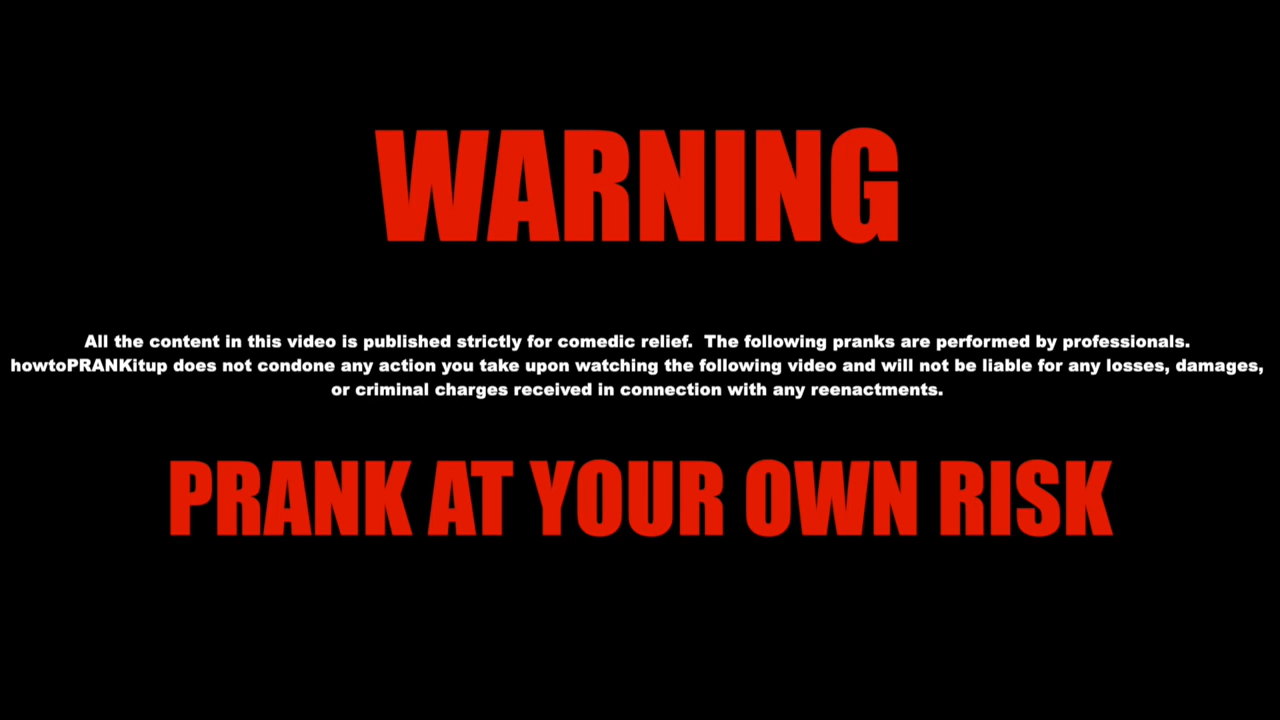 WARNING
All the content in this video is published strictly for comedic relief.  The following pranks are performed by professionals.
howtoPRANKitup does not condone any action you take upon watching the following video and will not be liable for any losses, damages,
or criminal charges received in connection with any reenactments.
PRANK AT YOUR OWN RISK